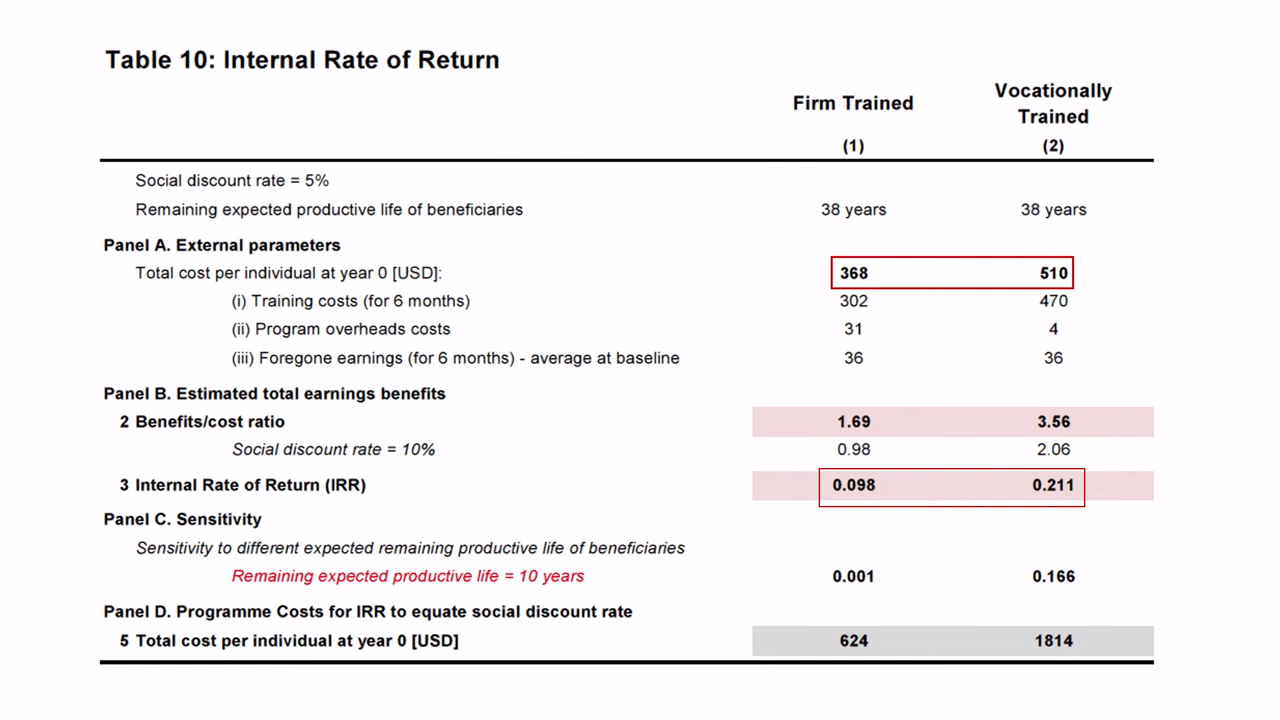 Table 10: Internal Rate of Return
Firm Trained Vocationally Trained
(1) (2)
Social discount rate = 5%
Remaining expected productive life of beneficiaries 38 years 38 years
Panel A. External parameters
Total cost per individual at year 0 [USD]: 368 510
(i) Training costs (for 6 months) 302 470
(ii) Program overheads costs 31 4
(iii) Foregone earnings (for 6 months) - average at baseline 36 36
Panel B. Estimated total earnings benefits
2 Benefits/cost ratio 1.69 3.56
Social discount rate = 10% 0.98 2.06
3 Internal Rate of Return (IRR) 0.098 0.211
Panel C. Sensitivity
Sensitivity to different expected remaining productive life of beneficiaries
Remaining expected productive life = 10 years 0.001 0.166
Panel D. Programme Costs for IRR to equate social discount rate
5 Total cost per individual at year 0 [USD] 624 1814